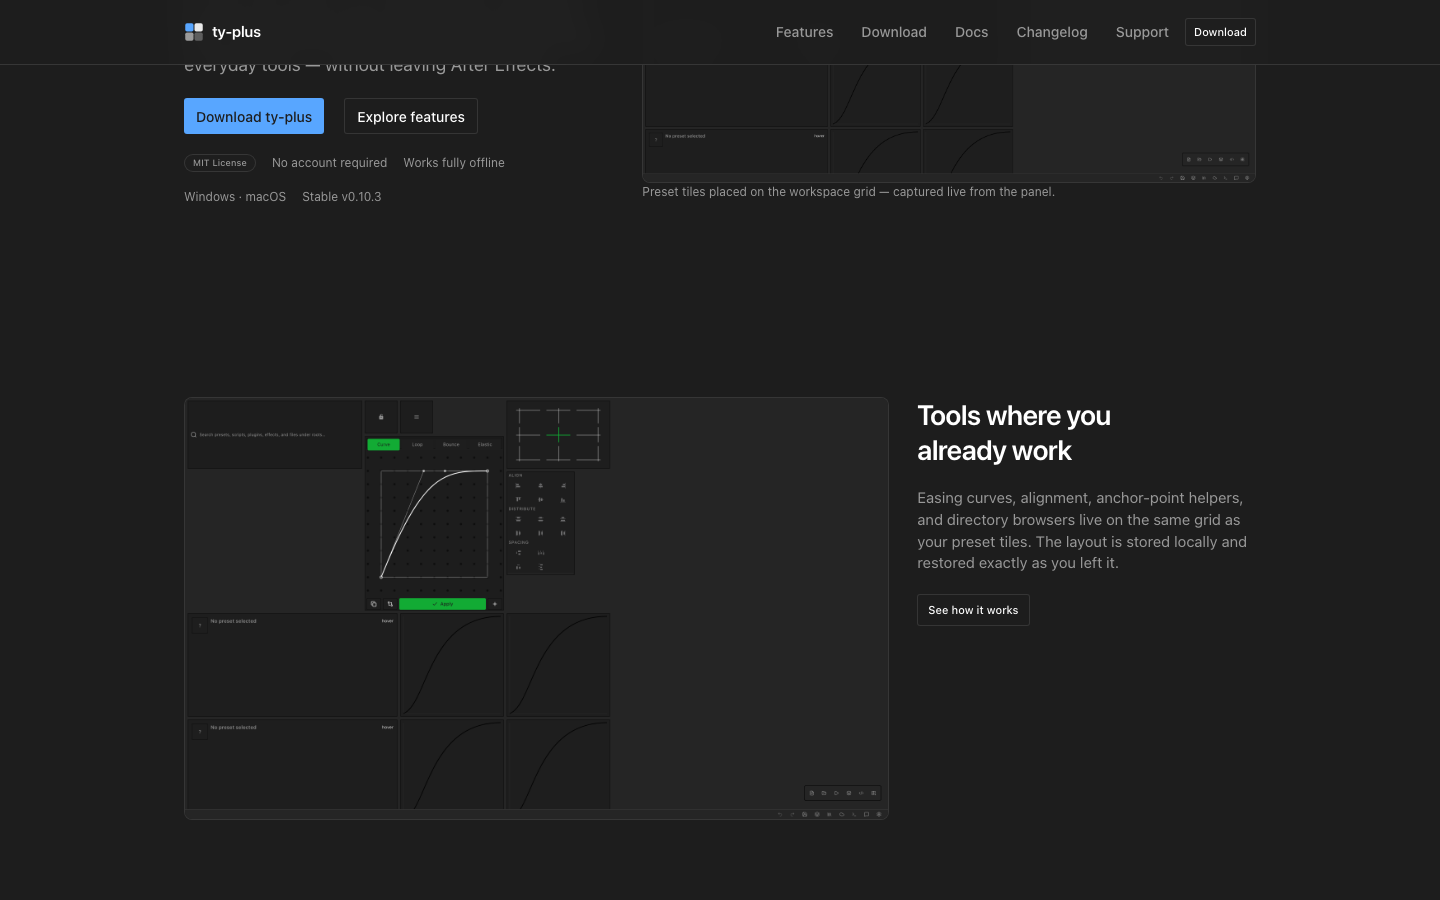 ty-plus
Features
Download
Docs
Changelog
Support
Download
everyday tools — without leaving After Effects.
Download ty-plus
Explore features
MIT License
No account required
Works fully offline
Windows · macOS
Stable v0.10.3
No preset selected
Preset tiles placed on the workspace grid — captured live from the panel.
Curve
Loop
Bounce
Elastic
ALIGN
DISTRIBUTE
SPACING
Apply
No preset selected
No preset selected
Tools where you
already work
Easing curves, alignment, anchor-point helpers,
and directory browsers live on the same grid as
your preset tiles. The layout is stored locally and
restored exactly as you left it.
See how it works